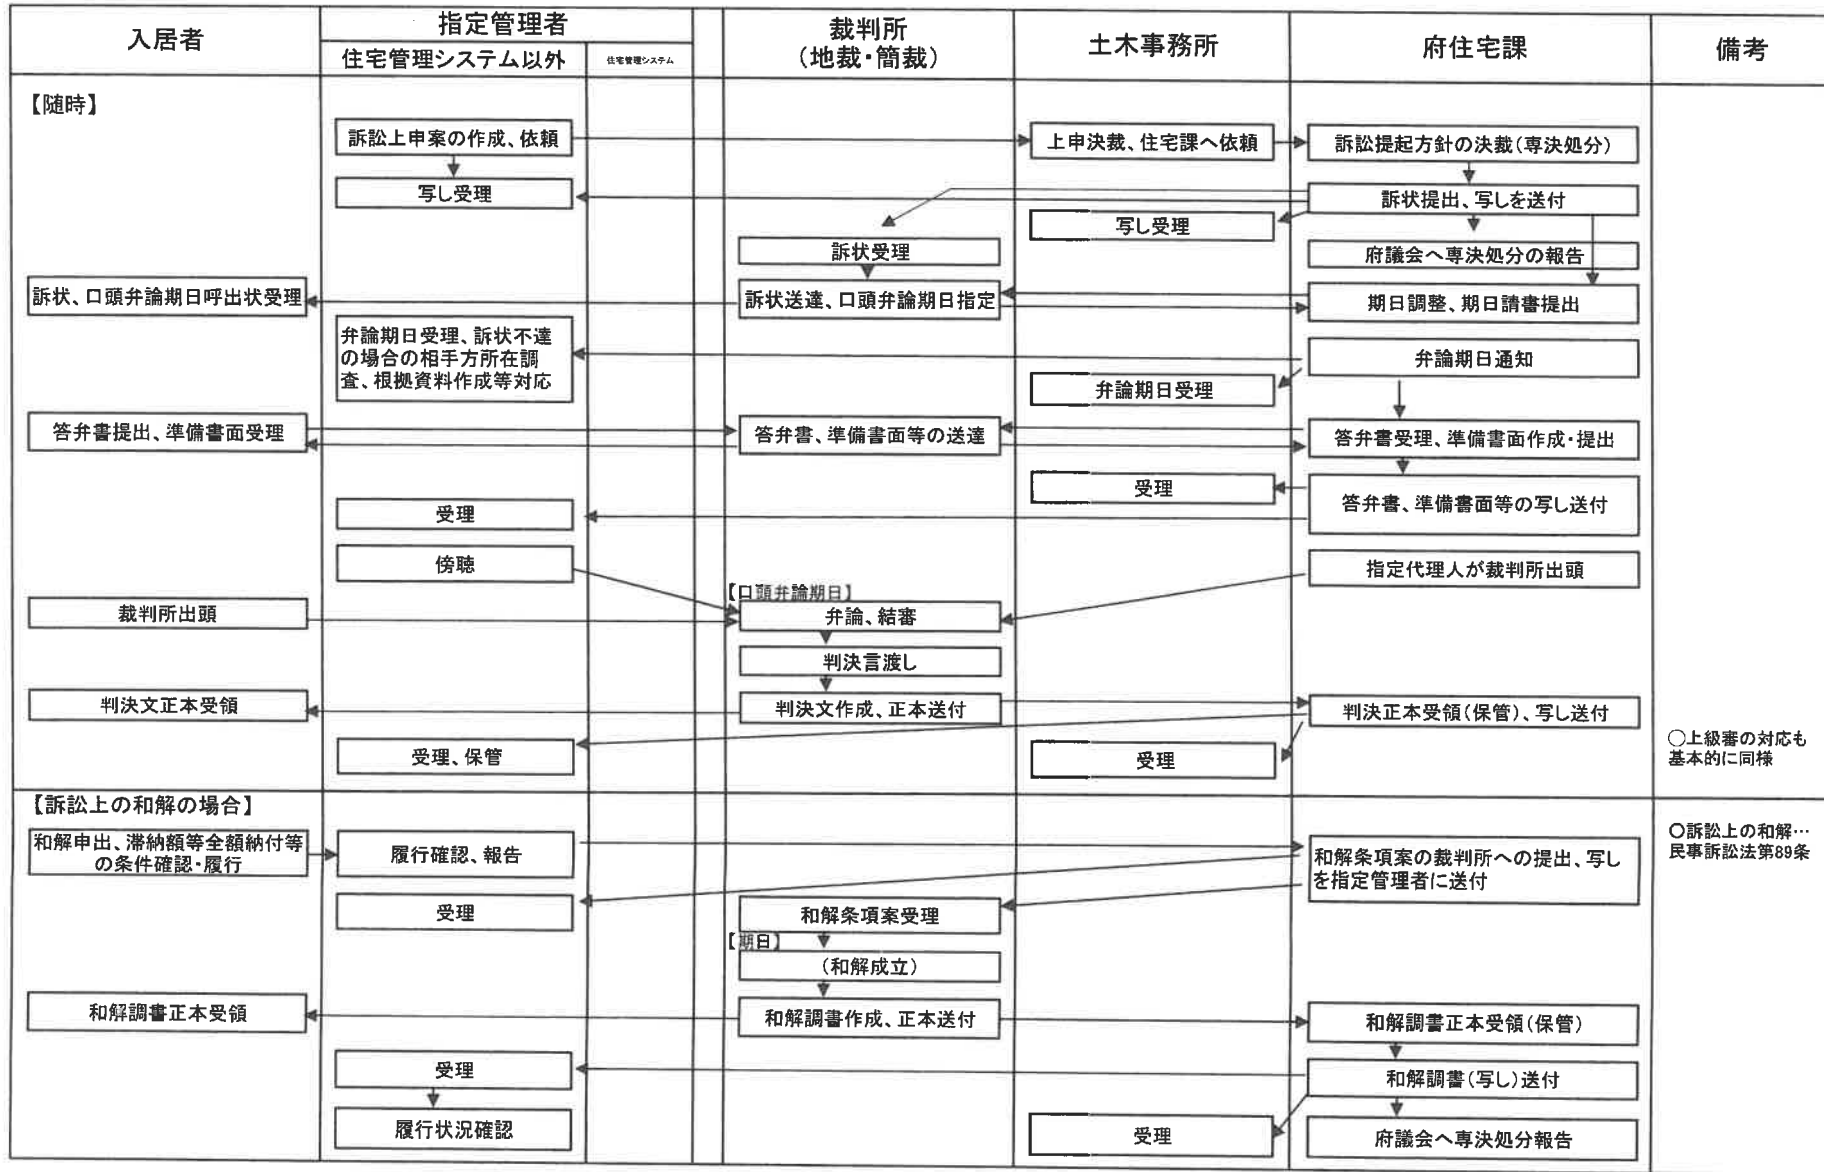 入居者
指定管理者
住宅管理システム以外
住宅管理システム
裁判所
(地裁・簡裁)
土木事務所
府住宅課
備考
【随時】
訴訟上申案の作成、依頼
上申決裁、住宅課へ依頼
訴訟提起方針の決裁(専決処分)
写し受理
訴状提出、写しを送付
写し受理
訴状受理
府議会へ専決処分の報告
訴状、口頭弁論期日呼出状受理
訴状送達、口頭弁論期日指定
期日調整、期日請書提出
弁論期日受理、訴状不達
の場合の相手方所在調
査、根拠資料作成等対応
弁論期日通知
弁論期日受理
答弁書提出、準備書面受理
答弁書、準備書面等の送達
答弁書受理、準備書面作成・提出
受理
答弁書、準備書面等の写し送付
受理
傍聴
指定代理人が裁判所出頭
【口頭弁論期日】
裁判所出頭
弁論、結審
判決言渡し
判決文正本受領
判決文作成、正本送付
判決正本受領(保管)、写し送付
受理、保管
受理
○上級審の対応も
基本的に同様
【訴訟上の和解の場合】
和解申出、滞納額等全額納付等
の条件確認・履行
履行確認、報告
和解条項案の裁判所への提出、写し
を指定管理者に送付
○訴訟上の和解…
民事訴訟法第89条
受理
和解条項案受理
【期日】
(和解成立)
和解調書正本受領
和解調書作成、正本送付
和解調書正本受領(保管)
受理
和解調書(写し)送付
履行状況確認
受理
府議会へ専決処分報告